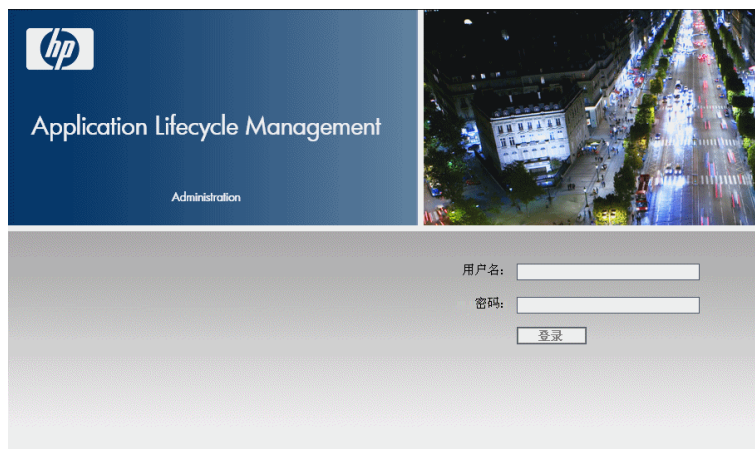 hp
Application Lifecycle Management
Administration
用户名:
密码:
登录